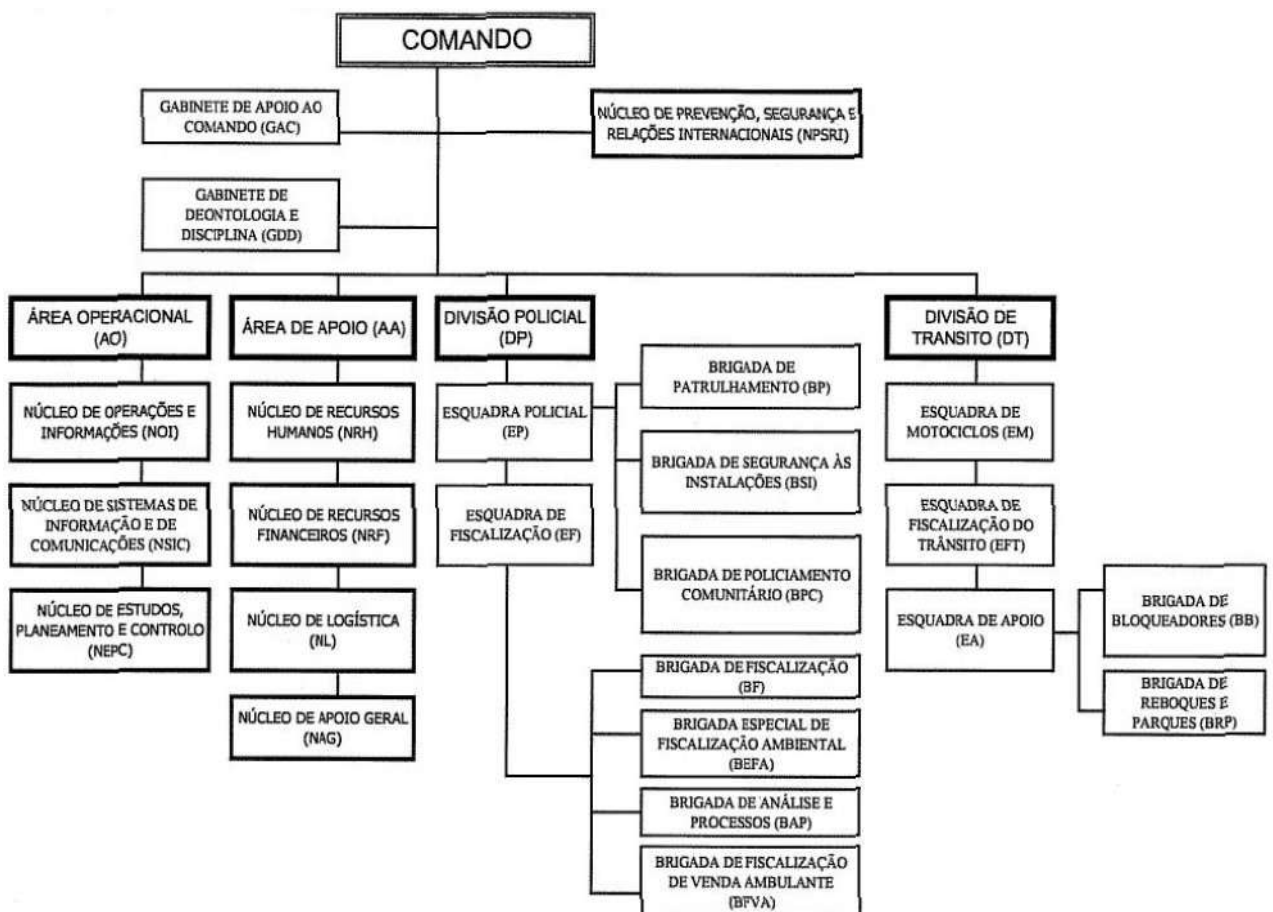 COMANDO
GABINETE DE APOIO AO
COMANDO (GAC)
NÚCLEO DE PREVENÇÃO, SEGURANÇA E
RELAÇÕES INTERNACIONAIS (NPSRI)
GABINETE DE
DEONTOLOGIA E
DISCIPLINA (GDD)
ÁREA OPERACIONAL
(AO)
ÁREA DE APOIO (AA)
DIVISÃO POLICIAL
(DP)
DIVISÃO DE
TRANSITO (DT)
NÚCLEO DE OPERAÇÕES E
INFORMAÇÕES (NOI)
NÚCLEO DE SISTEMAS DE
INFORMAÇÃO E DE
COMUNICAÇÕES (NSIC)
NÚCLEO DE ESTUDOS,
PLANEAMENTO E CONTROLO
(NEPC)
NÚCLEO DE RECURSOS
HUMANOS (NRH)
NÚCLEO DE RECURSOS
FINANCEIROS (NRF)
NÚCLEO DE LOGÍSTICA
(NL)
NÚCLEO DE APOIO GERAL
(NAG)
ESQUADRA POLICIAL
(EP)
ESQUADRA DE
FISCALIZAÇÃO (EF)
BRIGADA DE
PATRULHAMENTO (BP)
BRIGADA DE SEGURANÇA ÀS
INSTALAÇÕES (BSI)
BRIGADA DE POLICIAMENTO
COMUNITÁRIO (BPC)
BRIGADA DE FISCALIZAÇÃO
(BF)
BRIGADA ESPECIAL DE
FISCALIZAÇÃO AMBIENTAL
(BEFA)
BRIGADA DE ANÁLISE E
PROCESSOS (BAP)
BRIGADA DE FISCALIZAÇÃO
DE VENDA AMBULANTE
(BFVA)
ESQUADRA DE
MOTOCICLOS (EM)
ESQUADRA DE
FISCALIZAÇÃO DO
TRÂNSITO (EFT)
ESQUADRA DE APOIO
(EA)
BRIGADA DE
BLOQUEADORES (BB)
BRIGADA DE
REBOQUES E
PARQUES (BRP)